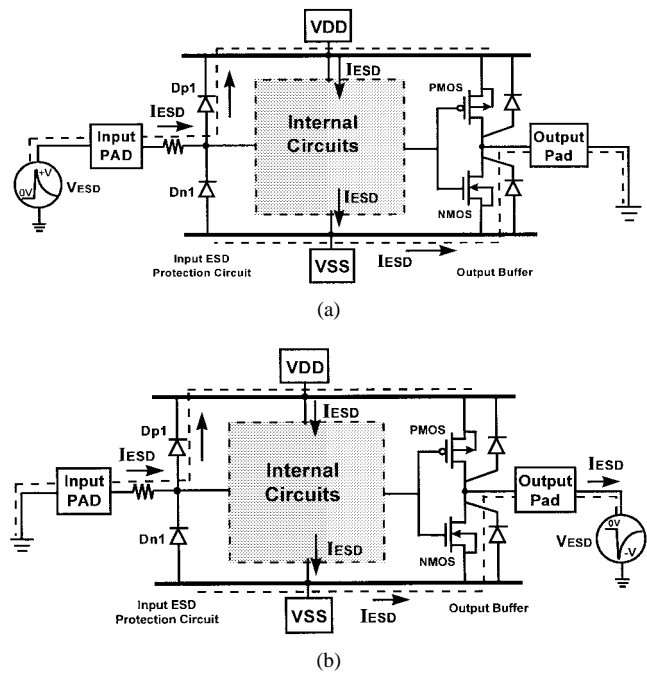 VDD
IESD
Dp1
PMOS
IESD
Internal
Circuits
Input
PAD
Output
Pad
+V
0V
VESD
Dn1
IESD
NMOS
Input ESD
Protection Circuit
VSS
IESD
Output Buffer
(a)
VDD
IESD
Dp1
PMOS
IESD
Internal
Circuits
Input
PAD
Output
Pad
IESD
0V
-V
VESD
Dn1
IESD
NMOS
Input ESD
Protection Circuit
VSS
IESD
Output Buffer
(b)